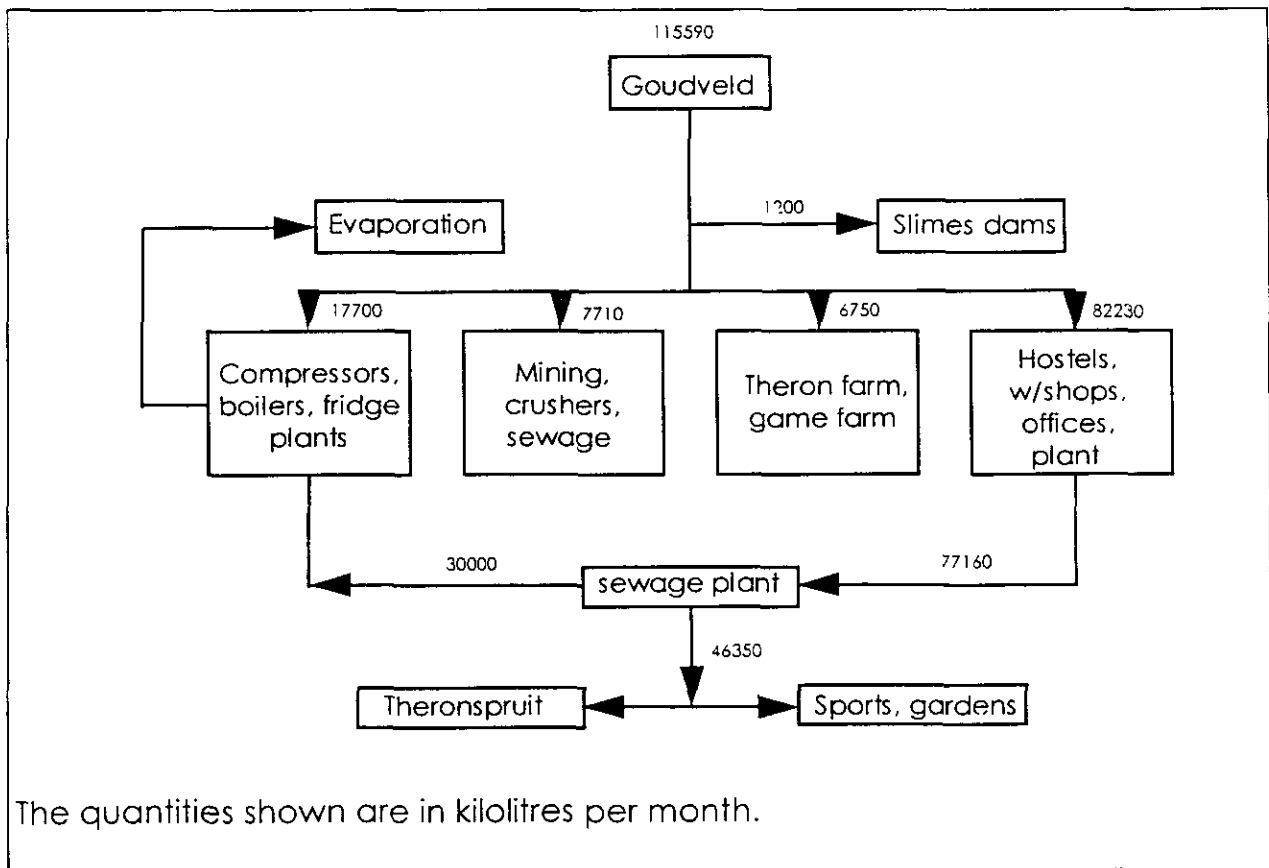 115590
Goudveld
Evaporation
1200
Slimes dams
17700
7710
6750
82230
Compressors,
boilers, fridge
plants
Mining,
crushers,
sewage
Theron farm,
game farm
Hostels,
w/shops,
offices,
plant
30000
sewage plant
77160
46350
Theronspruit
Sports, gardens
The quantities shown are in kilolitres per month.